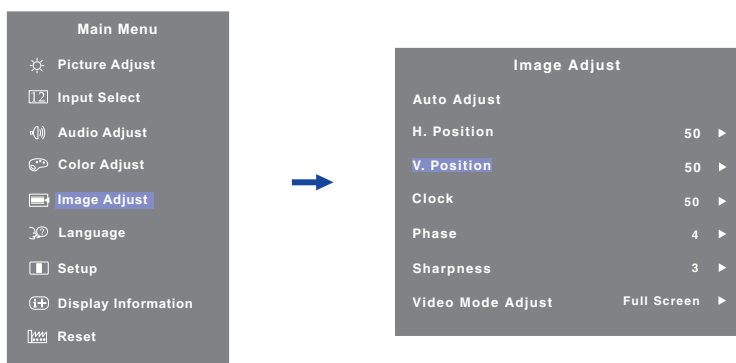 Main Menu
Picture Adjust
12 Input Select
Audio Adjust
Color Adjust
Image Adjust
? Language
Setup
i+ Display Information
Reset
Image Adjust
Auto Adjust
H. Position 50
V. Position 50
Clock 50
Phase 4
Sharpness 3
Video Mode Adjust Full Screen